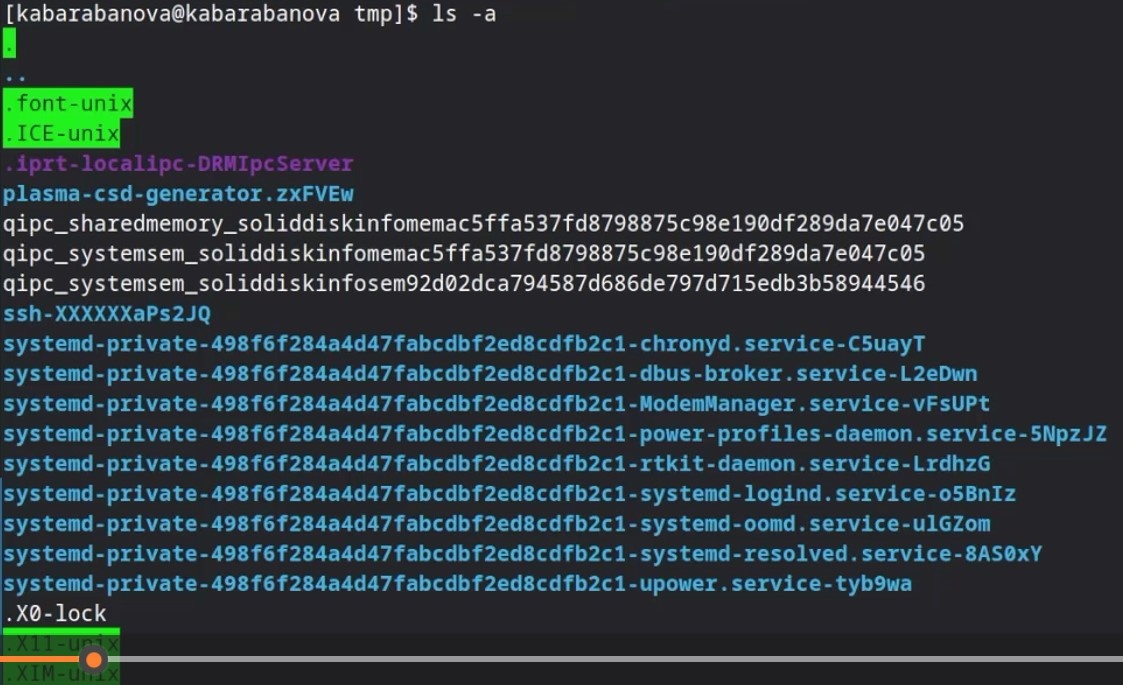 [kabarabanova@kabarabanova tmp]$ ls -a
.
..
.font-unix
.ICE-unix
.iprt-localipc-DRMIpcServer
plasma-csd-generator.zxFVEw
qipc_sharedmemory_soliddiskinfomemac5ffa537fd8798875c98e190df289da7e047c05
qipc_systemsem_soliddiskinfomemac5ffa537fd8798875c98e190df289da7e047c05
qipc_systemsem_soliddiskinfosem92d02dca794587d686de797d715edb3b58944546
ssh-XXXXXXaPs2JQ
systemd-private-498f6f284a4d47fabcdbf2ed8cdfb2c1-chronyd.service-C5uayT
systemd-private-498f6f284a4d47fabcdbf2ed8cdfb2c1-dbus-broker.service-L2eDwn
systemd-private-498f6f284a4d47fabcdbf2ed8cdfb2c1-ModemManager.service-vFsUPt
systemd-private-498f6f284a4d47fabcdbf2ed8cdfb2c1-power-profiles-daemon.service-5NpzJZ
systemd-private-498f6f284a4d47fabcdbf2ed8cdfb2c1-rtkit-daemon.service-LrdhzG
systemd-private-498f6f284a4d47fabcdbf2ed8cdfb2c1-systemd-logind.service-o5BnIz
systemd-private-498f6f284a4d47fabcdbf2ed8cdfb2c1-systemd-oomd.service-ulGZom
systemd-private-498f6f284a4d47fabcdbf2ed8cdfb2c1-systemd-resolved.service-8AS0xY
systemd-private-498f6f284a4d47fabcdbf2ed8cdfb2c1-upower.service-tyb9wa
.X0-lock
.X11-unix
.XIM-unix